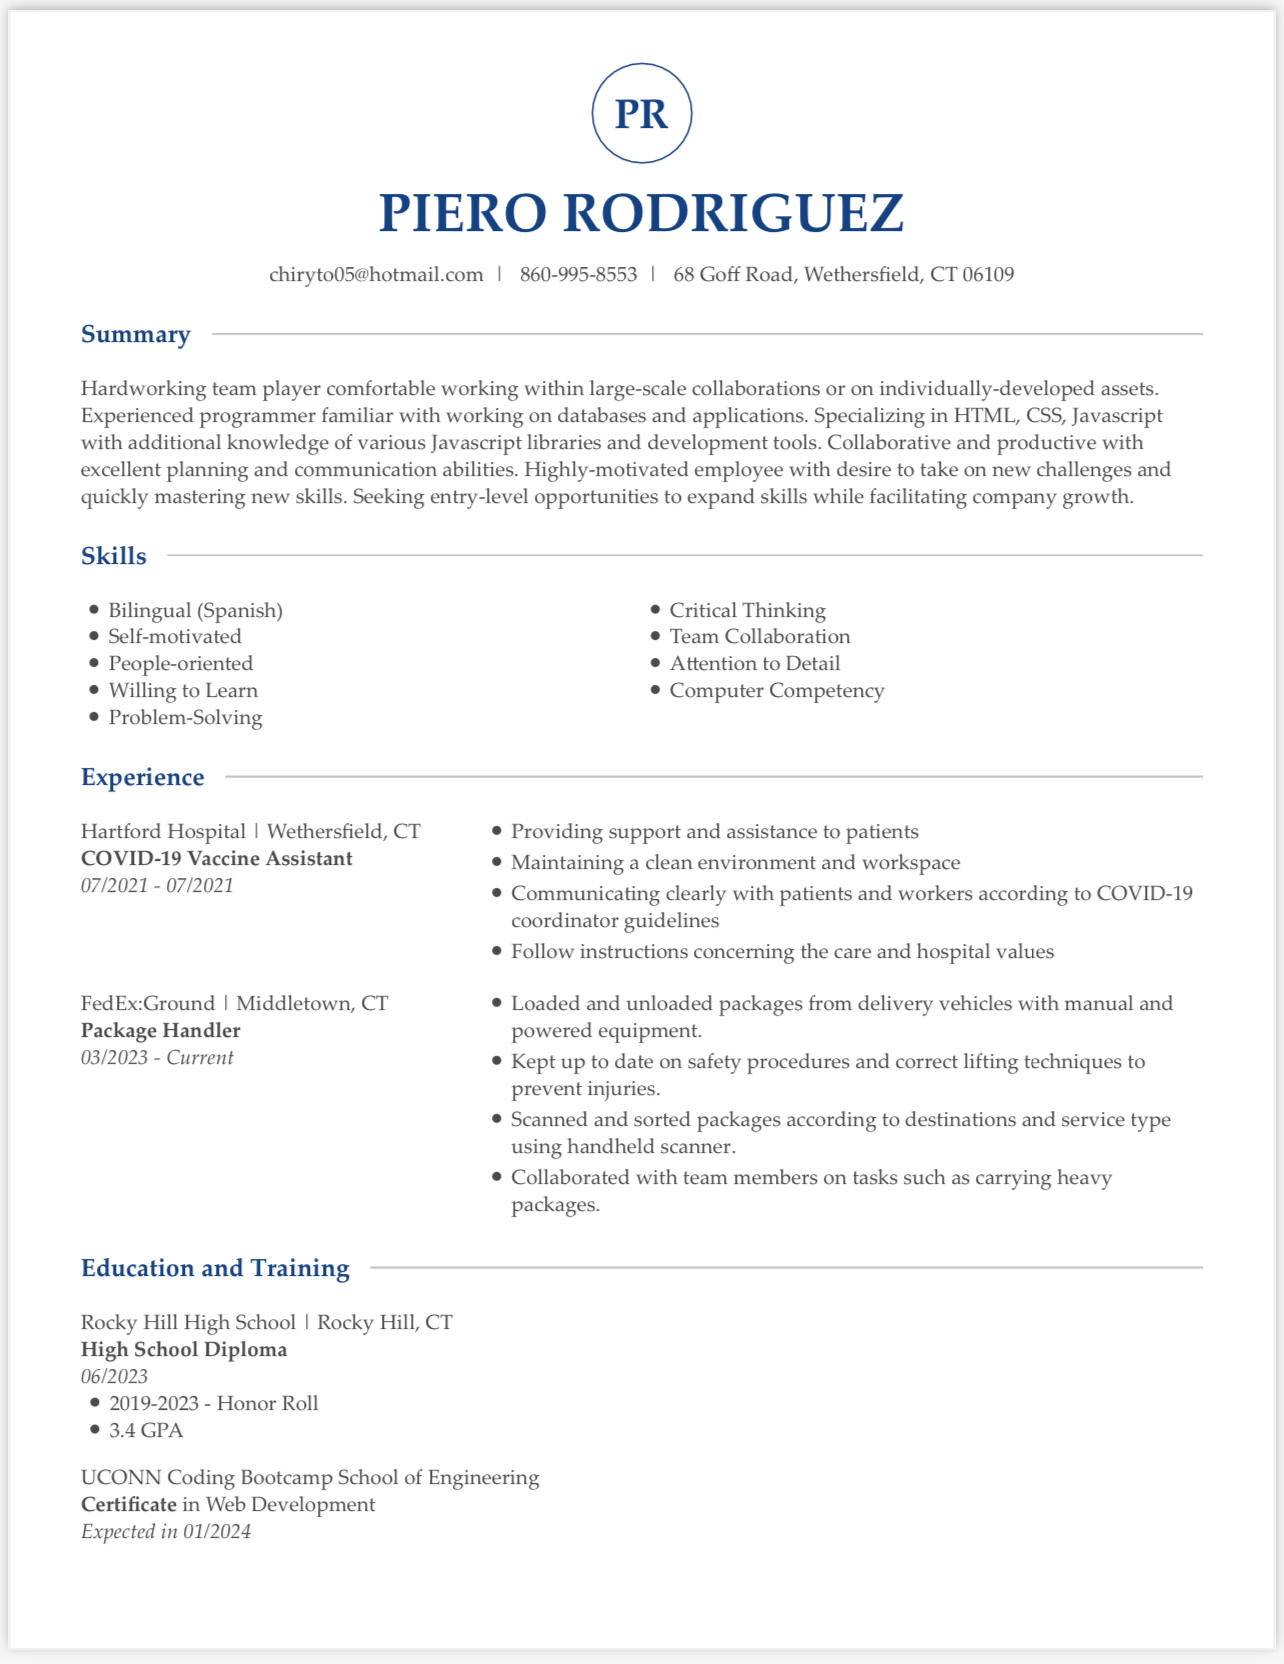 PR
PIERO RODRIGUEZ
chiryto05@hotmail.com | 860-995-8553 | 68 Goff Road, Wethersfield, CT 06109
Summary
Hardworking team player comfortable working within large-scale collaborations or on individually-developed assets.
Experienced programmer familiar with working on databases and applications. Specializing in HTML, CSS, Javascript
with additional knowledge of various Javascript libraries and development tools. Collaborative and productive with
excellent planning and communication abilities. Highly-motivated employee with desire to take on new challenges and
quickly mastering new skills. Seeking entry-level opportunities to expand skills while facilitating company growth.
Skills
• Bilingual (Spanish)
• Self-motivated
• People-oriented
• Willing to Learn
• Problem-Solving
• Critical Thinking
• Team Collaboration
• Attention to Detail
• Computer Competency
Experience
Hartford Hospital | Wethersfield, CT
COVID-19 Vaccine Assistant
07/2021 - 07/2021
• Providing support and assistance to patients
• Maintaining a clean environment and workspace
• Communicating clearly with patients and workers according to COVID-19
coordinator guidelines
• Follow instructions concerning the care and hospital values
FedEx:Ground | Middletown, CT
Package Handler
03/2023 - Current
• Loaded and unloaded packages from delivery vehicles with manual and
powered equipment.
• Kept up to date on safety procedures and correct lifting techniques to
prevent injuries.
• Scanned and sorted packages according to destinations and service type
using handheld scanner.
• Collaborated with team members on tasks such as carrying heavy
packages.
Education and Training
Rocky Hill High School | Rocky Hill, CT
High School Diploma
06/2023
• 2019-2023 - Honor Roll
• 3.4 GPA
UCONN Coding Bootcamp School of Engineering
Certificate in Web Development
Expected in 01/2024